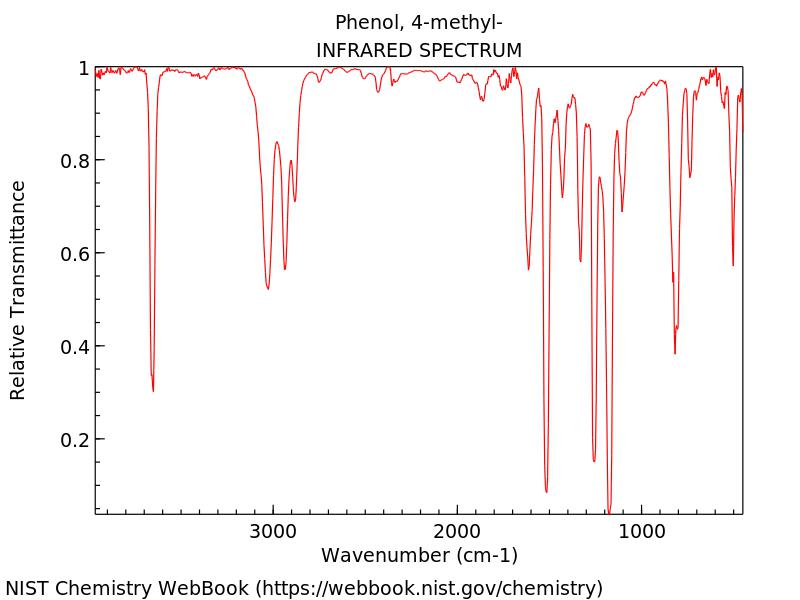 Phenol, 4-methyl-
INFRARED SPECTRUM
1
0.8
0.6
0.4
0.2
Relative Transmittance
3000 2000 1000
Wavenumber (cm-1)
NIST Chemistry WebBook (https://webbook.nist.gov/chemistry)